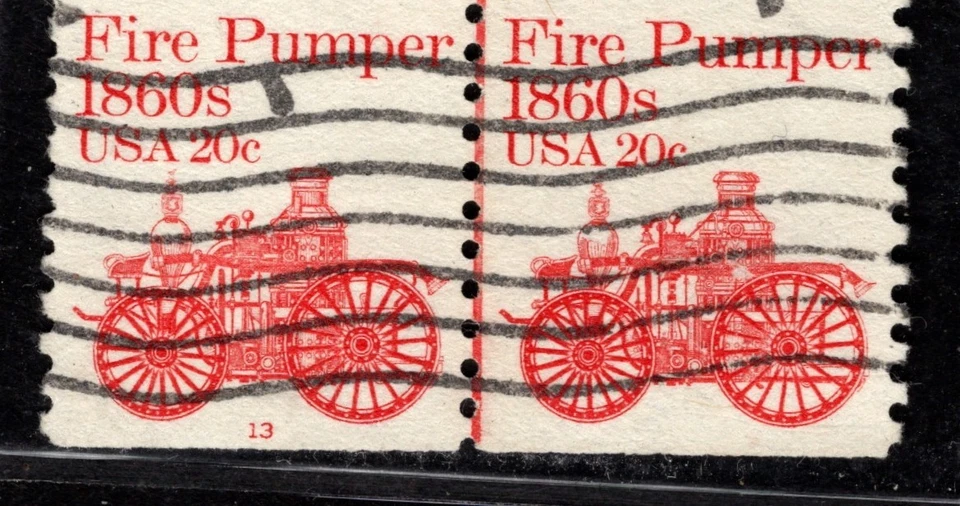 Fire Pumper
1860s
USA 20c
13
Fire Pumper
1860s
USA 20c